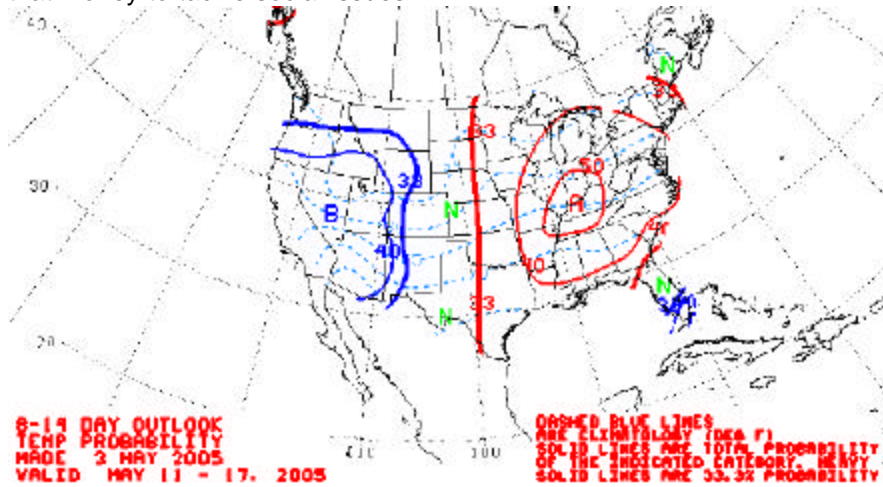 40
33
50
33
N
N
30
B
N
A
40
40
N
33
N
20
110
100
8-14 DAY OUTLOOK
TEMP PROBABILITY
MADE 3 MAY 2005
VALID MAY 11 - 17, 2005
DASHED BLUE LINES
ARE CLIMATOLOGY (DEG F)
SOLID LINES ARE TOTAL PROBABILITY
OF THE INDICATED CATEGORY. HEAVY
SOLID LINES ARE 33.3% PROBABILITY